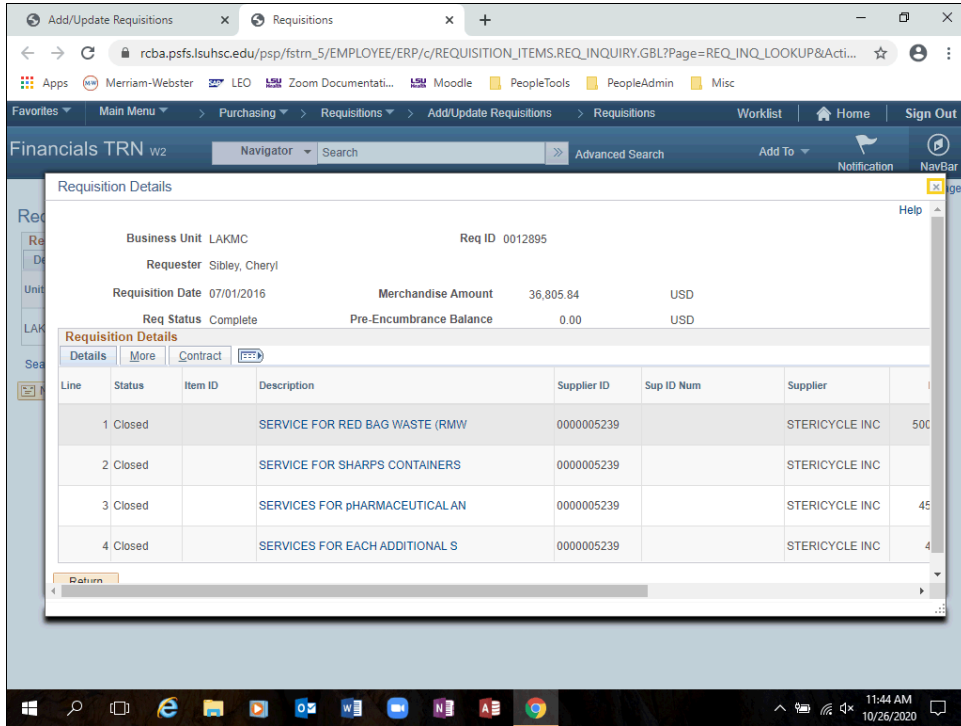 Add/Update Requisitions × Requisitions × +
rcba.psfs.lsuhsc.edu/psp/fstrn_5/EMPLOYEE/ERP/c/REQUISITION_ITEMS.REQ_INQUIRY.GBL?Page=REQ_INQ_LOOKUP&Acti...
Apps Merriam-Webster LEO Zoom Documentati... Moodle PeopleTools PeopleAdmin Misc
Favorites Main Menu > Purchasing > Requisitions > Add/Update Requisitions > Requisitions Worklist Home Sign Out
Financials TRN W2 Navigator Search >> Advanced Search Add To Notification NavBar
Requisition Details
Help
Business Unit LAKMC Req ID 0012895
Requester Sibley, Cheryl
Requisition Date 07/01/2016 Merchandise Amount 36,805.84 USD
Req Status Complete Pre-Encumbrance Balance 0.00 USD
Requisition Details
Details More Contract
Line Status Item ID Description Supplier ID Sup ID Num Supplier
1 Closed SERVICE FOR RED BAG WASTE (RMW 0000005239 STERICYCLE INC 500
2 Closed SERVICE FOR SHARPS CONTAINERS 0000005239 STERICYCLE INC
3 Closed SERVICES FOR pHARMACEUTICAL AN 0000005239 STERICYCLE INC 45
4 Closed SERVICES FOR EACH ADDITIONAL S 0000005239 STERICYCLE INC 4
Return
Unit
LAK
Sea
11:44 AM
10/26/2020